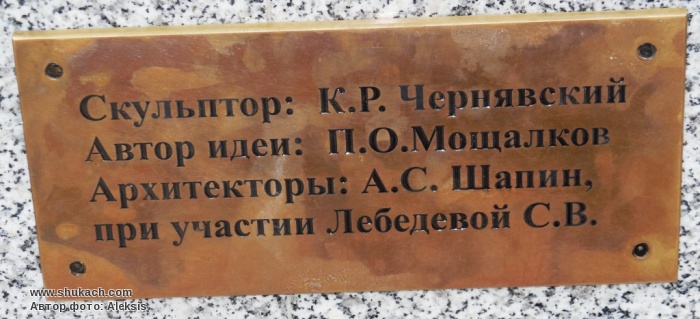 Скульптор: К.Р. Чернявский
Автор идеи: П.О.Мощалков
Архитекторы: А.С. Шапин,
при участии Лебедевой С.В.
www.shukach.com
Автор фото: Aleksis